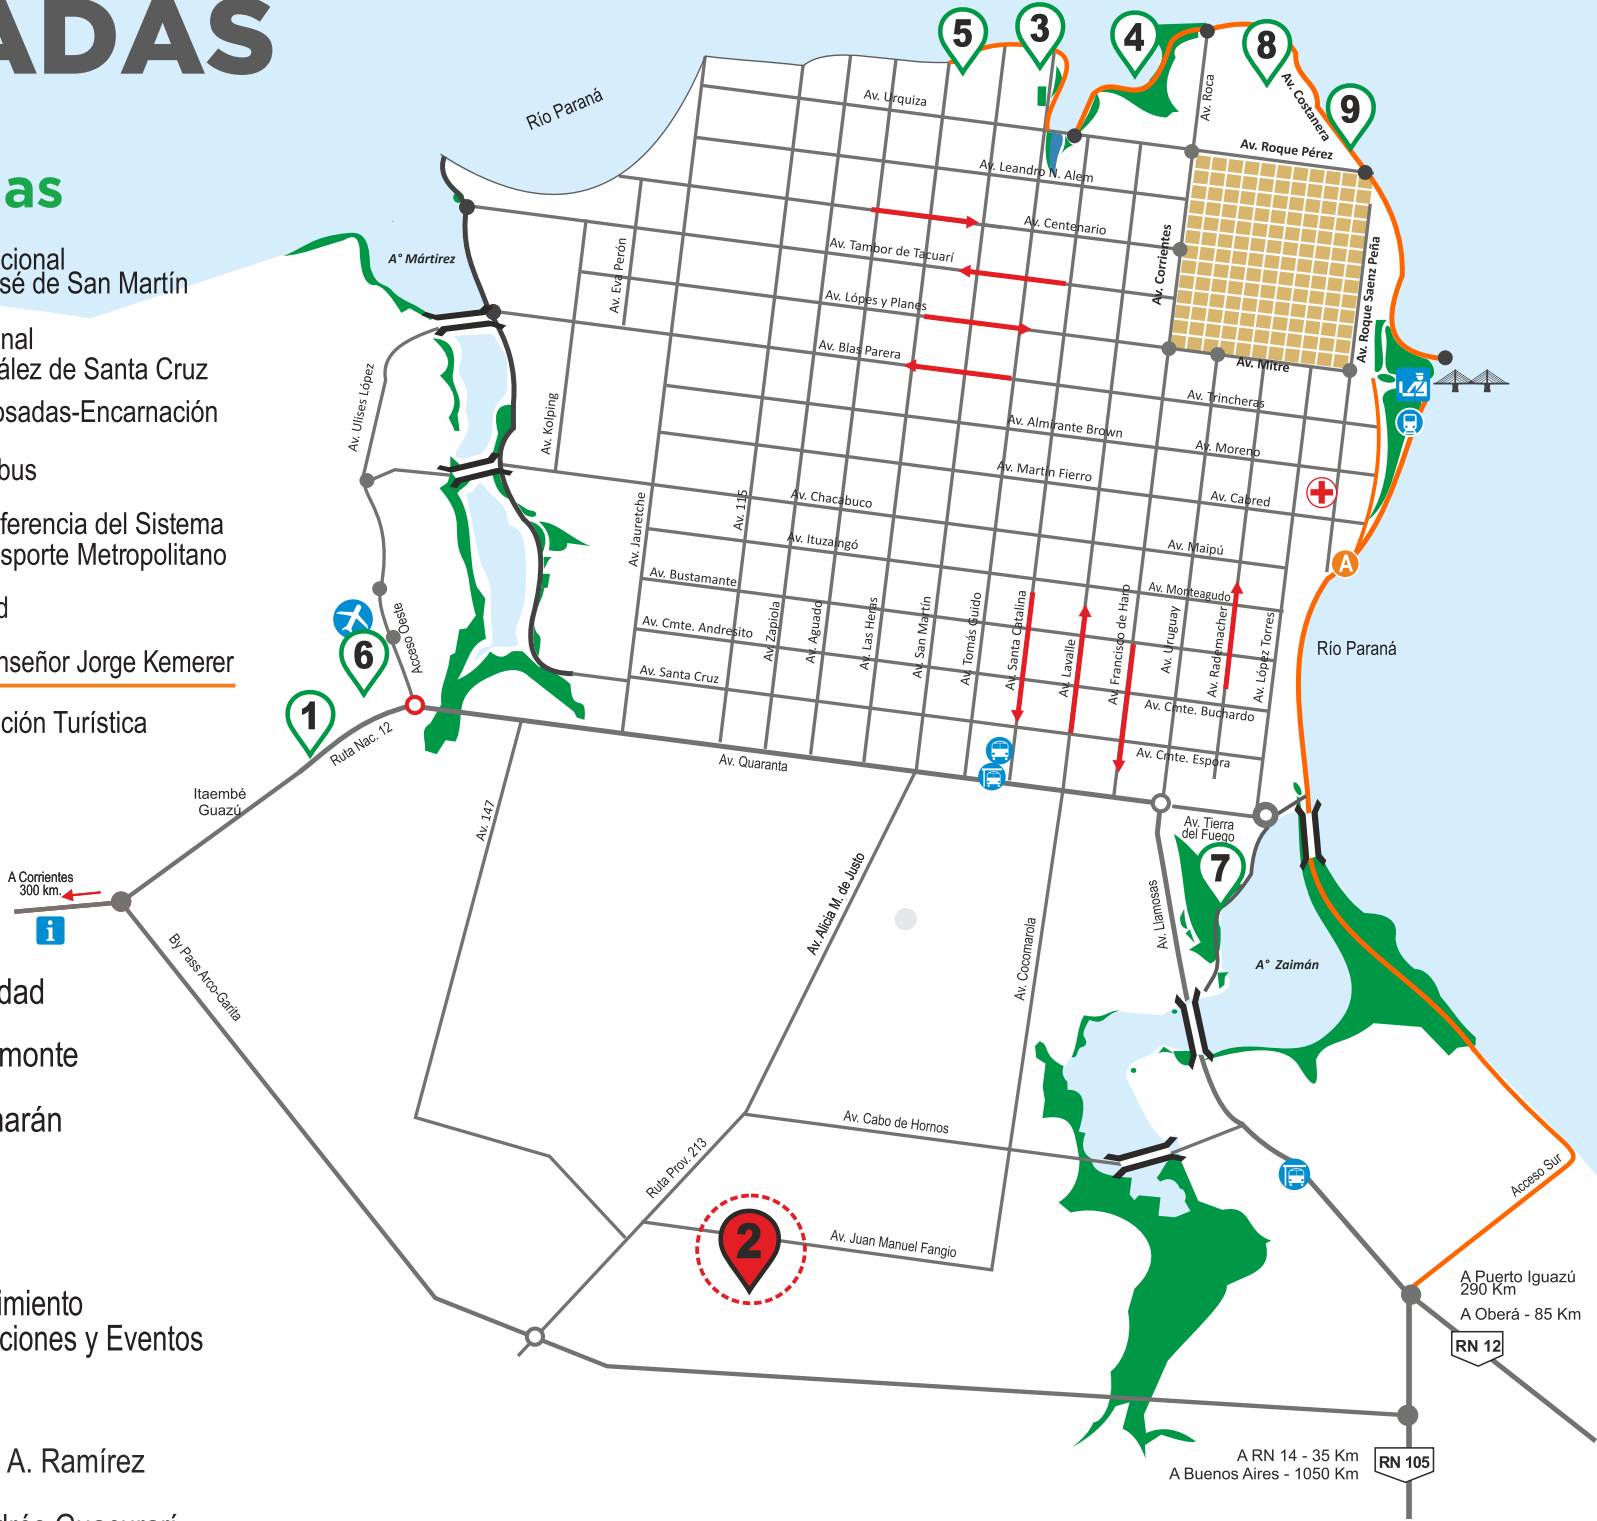 ADAS
as
cional
sé de San Martín
nal
ález de Santa Cruz
osadas-Encarnación
bus
ferencia del Sistema
sporte Metropolitano
d
nseñor Jorge Kemerer
ción Turística
dad
monte
narán
imiento
ciones y Eventos
A. Ramírez
5
3
4
8
9
Río Paraná
Av. Urquiza
Av. Roca
Av. Costanera
Av. Roque Pérez
Av. Leandro N. Alem
Av. Centenario
Av. Tambor de Tacuarí
Av. Lópes y Planes
Av. Blas Parera
Av. Corrientes
Av. Roque Saenz Peña
Av. Mitre
A° Mártirez
Av. Eva Perón
Av. Ulises López
Av. Kolping
Av. Trincheras
Av. Almirante Brown
Av. Moreno
Av. Martín Fierro
Av. Cabred
Av. Chacabuco
Av. Jauretche
Av. 115
Av. Ituzaingó
Av. Maipú
Av. Bustamante
Av. Monteagudo
A
Av. Cmte. Andresito
Av. Zapiola
Av. Aguado
Av. Las Heras
Av. San Martín
Av. Tomás Guido
Av. Santa Catalina
Av. Lavalle
Av. Francisco de Haro
Av. Uruguay
Av. Rademacher
Av. López Torres
Río Paraná
Acceso Oeste
6
1
Av. Santa Cruz
Av. Cmte. Buchardo
Av. Cmte. Espora
Ruta Nac. 12
Av. Quaranta
Itaembé
Guazú
Av. 147
Av. Tierra
del Fuego
7
A Corrientes
300 km.
i
By Pass Arco-Garita
Av. Alicia M. de Justo
Av. Cocomarola
Av. Llamosas
A° Zaimán
Av. Cabo de Hornos
Ruta Prov. 213
Acceso Sur
2
Av. Juan Manuel Fangio
A Puerto Iguazú
290 Km
A Oberá - 85 Km
RN 12
A RN 14 - 35 Km
A Buenos Aires - 1050 Km
RN 105